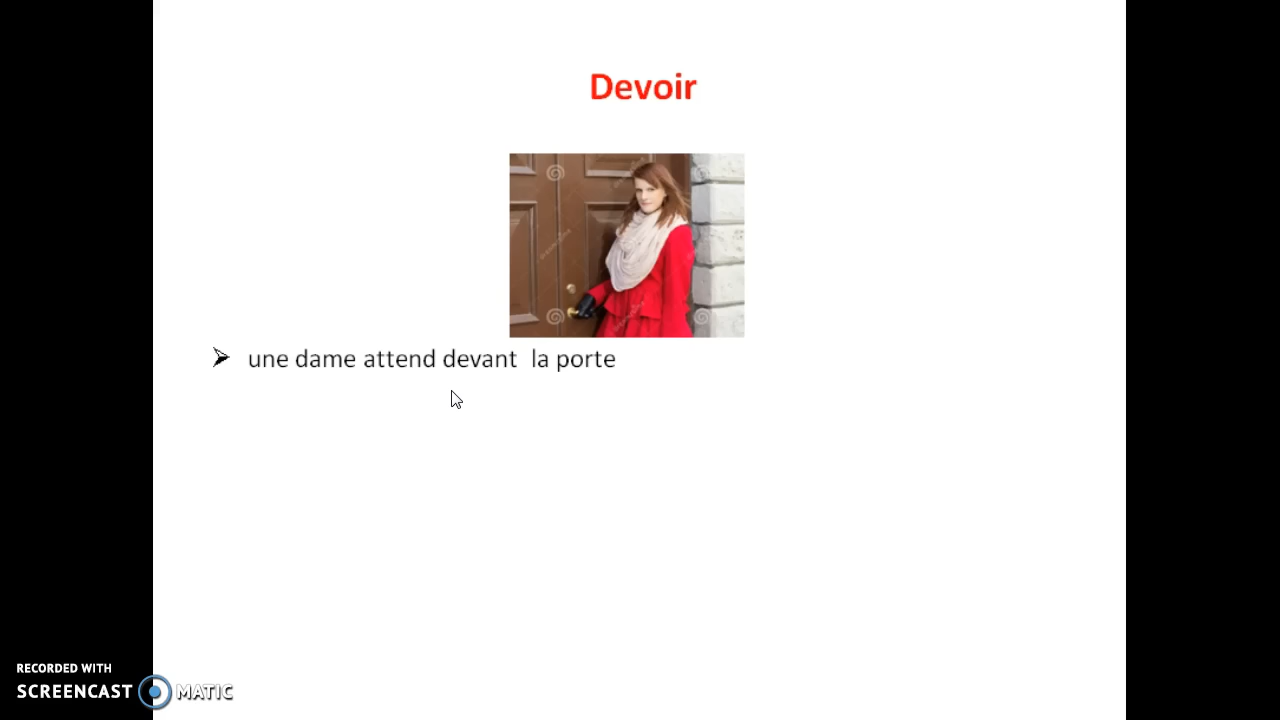 Devoir
une dame attend devant la porte
RECORDED WITH
SCREENCAST MATIC